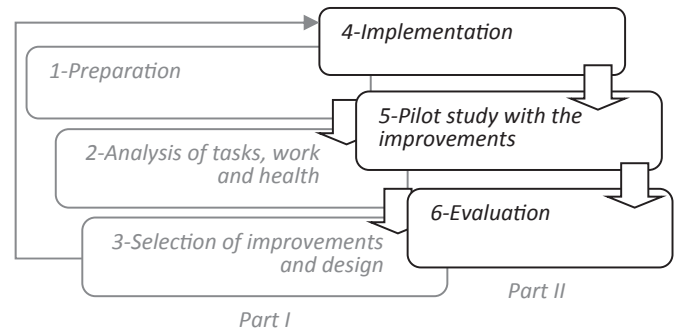 4-Implementation
1-Preparation
5-Pilot study with the
improvements
2-Analysis of tasks, work
and health
6-Evaluation
3-Selection of improvements
and design
Part II
Part I